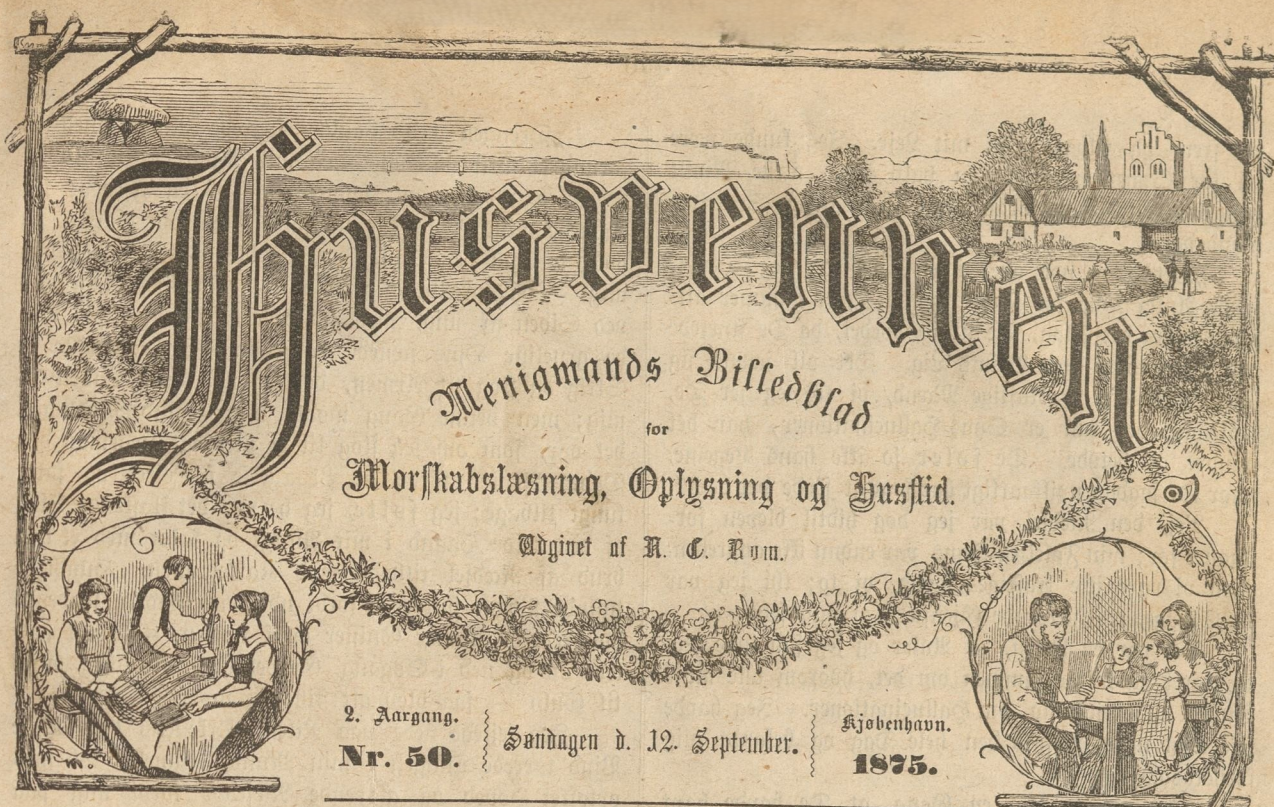 Husvennen
Menigmands Billedblad
for
Morskabslæsning, Oplysning og Husflid.
Udgivet af N. C. Rom.
2. Aargang.
Nr. 50.
Søndagen d. 12. September.
Kjøbenhavn.
1875.